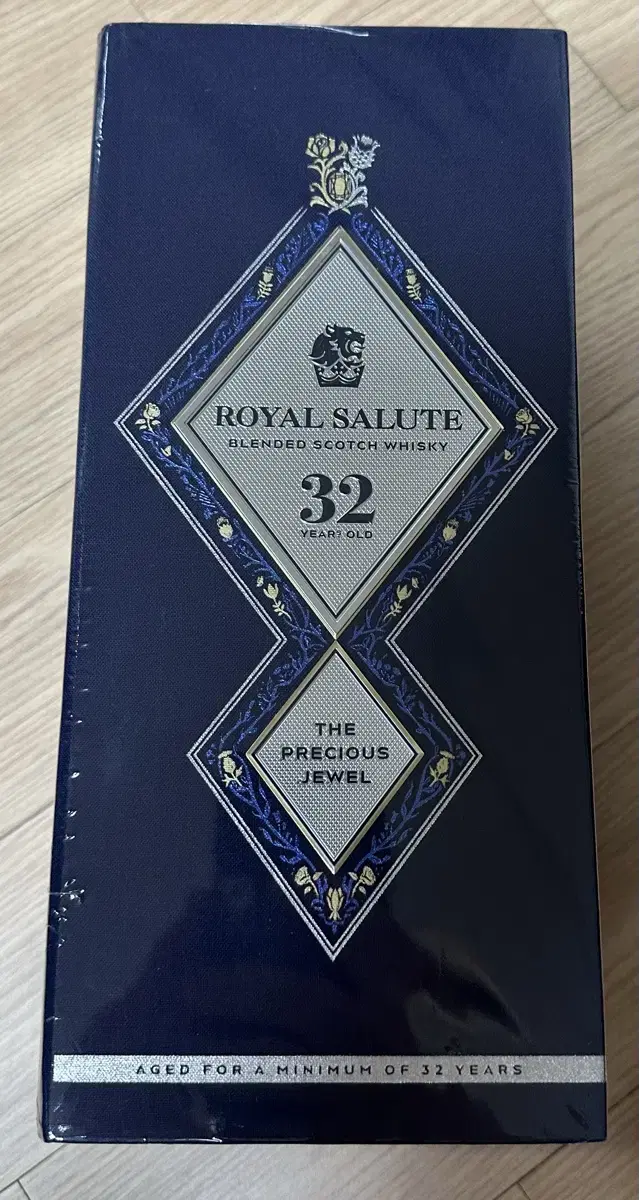 ROYAL SALUTE
BLENDED SCOTCH WHISKY
32
YEARS OLD
THE
PRECIOUS
JEWEL
AGED FOR A MINIMUM OF 32 YEARS